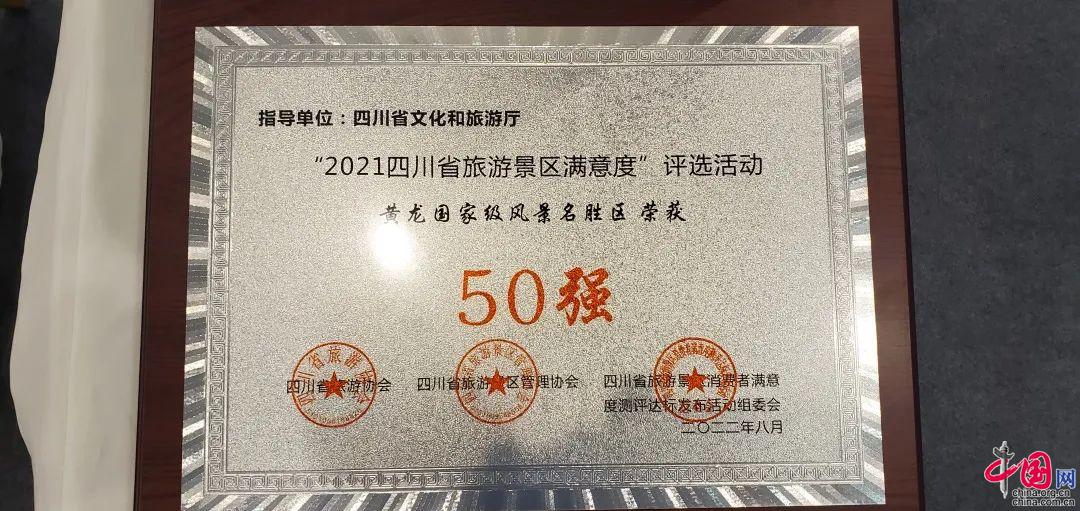 指导单位：四川省文化和旅游厅
“2021四川省旅游景区满意度”评选活动
黄龙国家级风景名胜区 荣获
50强
四川省旅游协会
四川省旅游景区管理协会
四川省旅游景区消费者满意
度测评达标发布活动组委会
二〇二二年八月
中国网
china.org.cn
china.com.cn